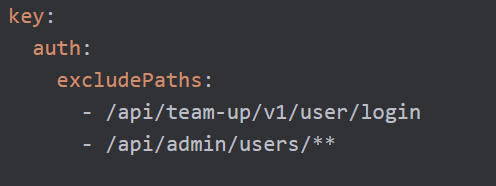 key:
  auth:
    excludePaths:
      - /api/team-up/v1/user/login
      - /api/admin/users/**